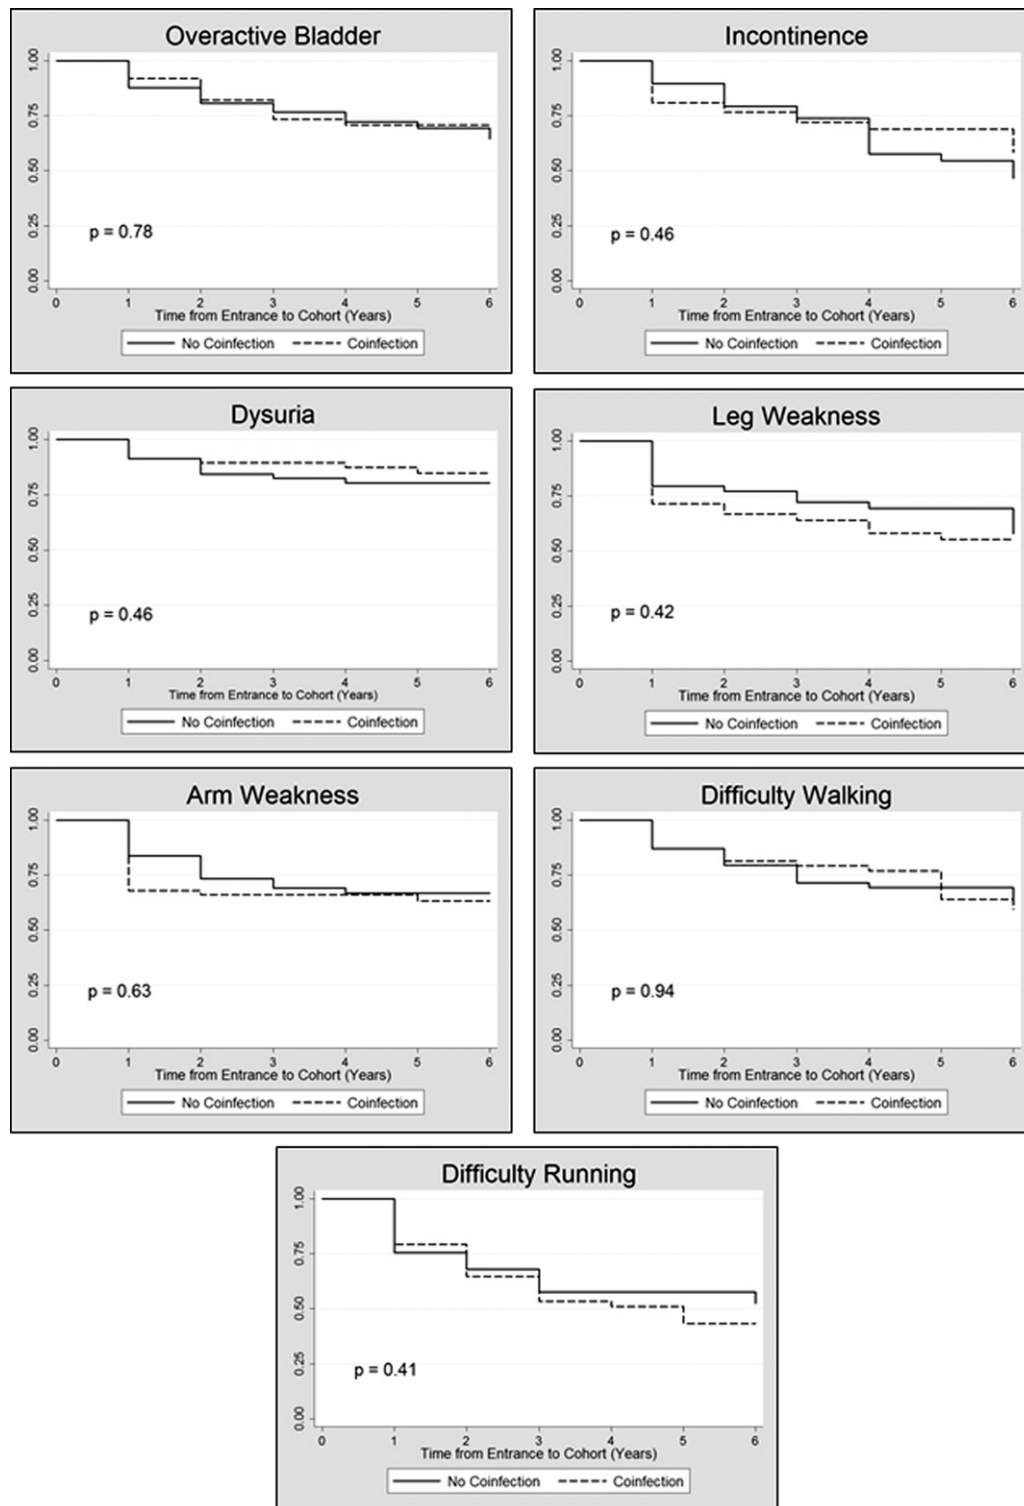 Overactive Bladder
1.00
0.75
0.50
0.25
0.00
p = 0.78
0 1 2 3 4 5 6
Time from Entrance to Cohort (Years)
No Coinfection Coinfection
Incontinence
1.00
0.75
0.50
0.25
0.00
p = 0.46
0 1 2 3 4 5 6
Time from Entrance to Cohort (Years)
No Coinfection Coinfection
Dysuria
1.00
0.75
0.50
0.25
0.00
p = 0.46
0 1 2 3 4 5 6
Time from Entrance to Cohort (Years)
No Coinfection Coinfection
Leg Weakness
1.00
0.75
0.50
0.25
0.00
p = 0.42
0 1 2 3 4 5 6
Time from Entrance to Cohort (Years)
No Coinfection Coinfection
Arm Weakness
1.00
0.75
0.50
0.25
0.00
p = 0.63
0 1 2 3 4 5 6
Time from Entrance to Cohort (Years)
No Coinfection Coinfection
Difficulty Walking
1.00
0.75
0.50
0.25
0.00
p = 0.94
0 1 2 3 4 5 6
Time from Entrance to Cohort (Years)
No Coinfection Coinfection
Difficulty Running
1.00
0.75
0.50
0.25
0.00
p = 0.41
0 1 2 3 4 5 6
Time from Entrance to Cohort (Years)
No Coinfection Coinfection